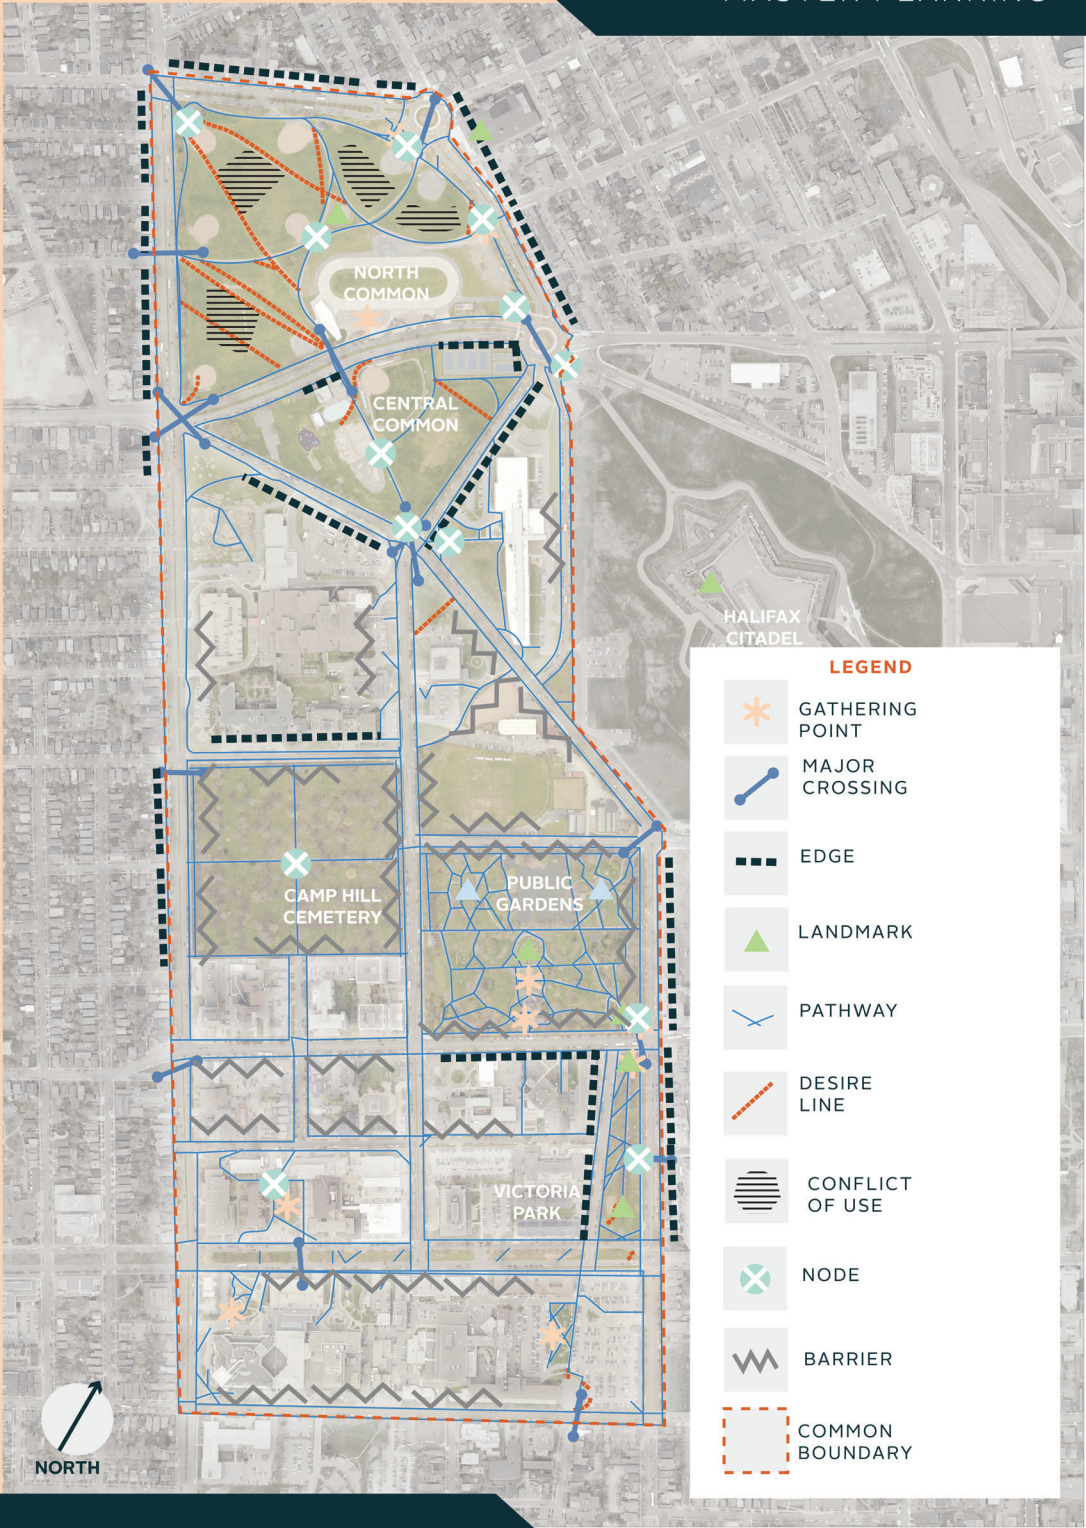 NORTH
COMMON
CENTRAL
COMMON
HALIFAX
CITADEL
CAMP HILL
CEMETERY
PUBLIC
GARDENS
VICTORIA
PARK
NORTH
LEGEND
GATHERING
POINT
MAJOR
CROSSING
EDGE
LANDMARK
PATHWAY
DESIRE
LINE
CONFLICT
OF USE
NODE
BARRIER
COMMON
BOUNDARY